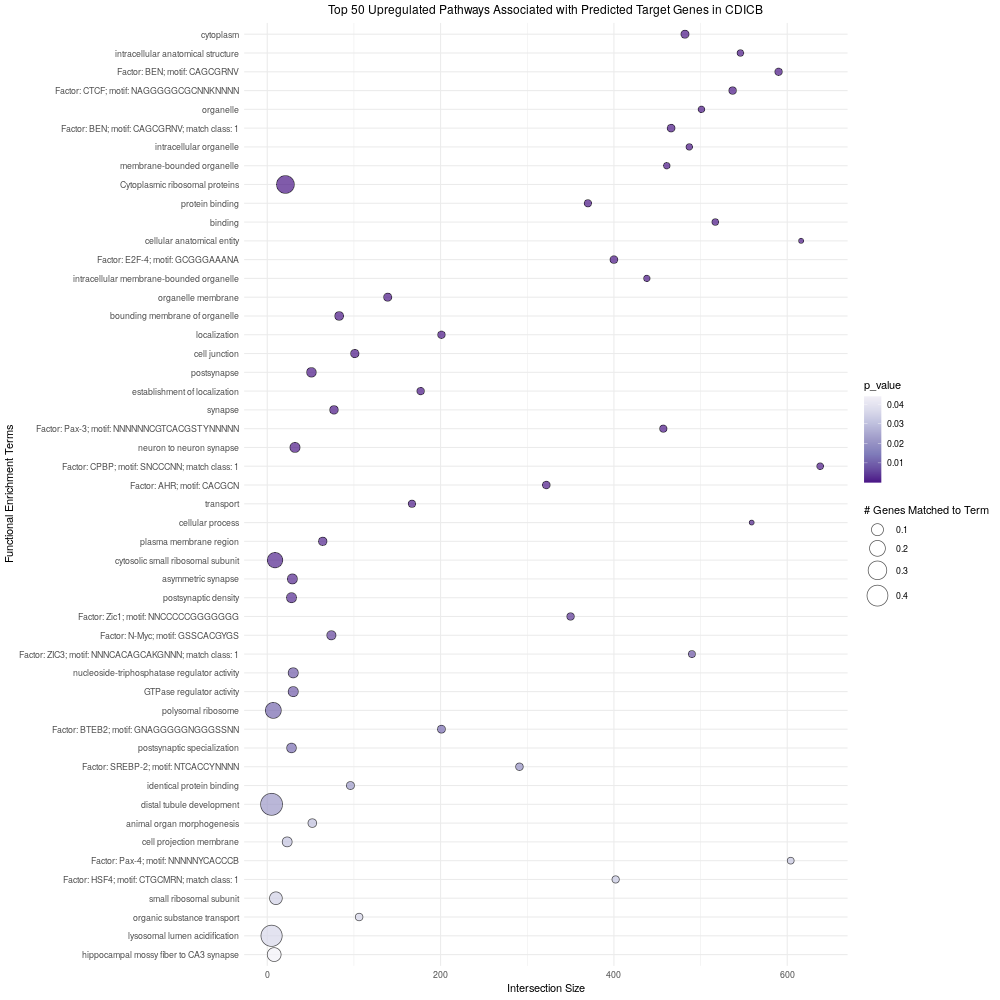 Top 50 Upregulated Pathways Associated with Predicted Target Genes in CDICB
Functional Enrichment Terms
cytoplasm
intracellular anatomical structure
Factor: BEN; motif: CAGCGRNV
Factor: CTCF; motif: NAGGGGGCGCNNKNNNN
organelle
Factor: BEN; motif: CAGCGRNV; match class: 1
intracellular organelle
membrane-bounded organelle
Cytoplasmic ribosomal proteins
protein binding
binding
cellular anatomical entity
Factor: E2F-4; motif: GCGGGAAANA
intracellular membrane-bounded organelle
organelle membrane
bounding membrane of organelle
localization
cell junction
postsynapse
establishment of localization
synapse
Factor: Pax-3; motif: NNNNNNCGTCACGSTYNNNNN
neuron to neuron synapse
Factor: CPBP; motif: SNCCCNN; match class: 1
Factor: AHR; motif: CACGCN
transport
cellular process
plasma membrane region
cytosolic small ribosomal subunit
asymmetric synapse
postsynaptic density
Factor: Zic1; motif: NNCCCCCGGGGGGG
Factor: N-Myc; motif: GSSCACGYGS
Factor: ZIC3; motif: NNNCACAGCAKGNNN; match class: 1
nucleoside-triphosphatase regulator activity
GTPase regulator activity
polysomal ribosome
Factor: BTEB2; motif: GNAGGGGGNGGGSSNN
postsynaptic specialization
Factor: SREBP-2; motif: NTCACCYNNNN
identical protein binding
distal tubule development
animal organ morphogenesis
cell projection membrane
Factor: Pax-4; motif: NNNNNYCACCCB
Factor: HSF4; motif: CTGCMRN; match class: 1
small ribosomal subunit
organic substance transport
lysosomal lumen acidification
hippocampal mossy fiber to CA3 synapse
0 200 400 600
Intersection Size
p_value
0.04
0.03
0.02
0.01
# Genes Matched to Term
0.1
0.2
0.3
0.4